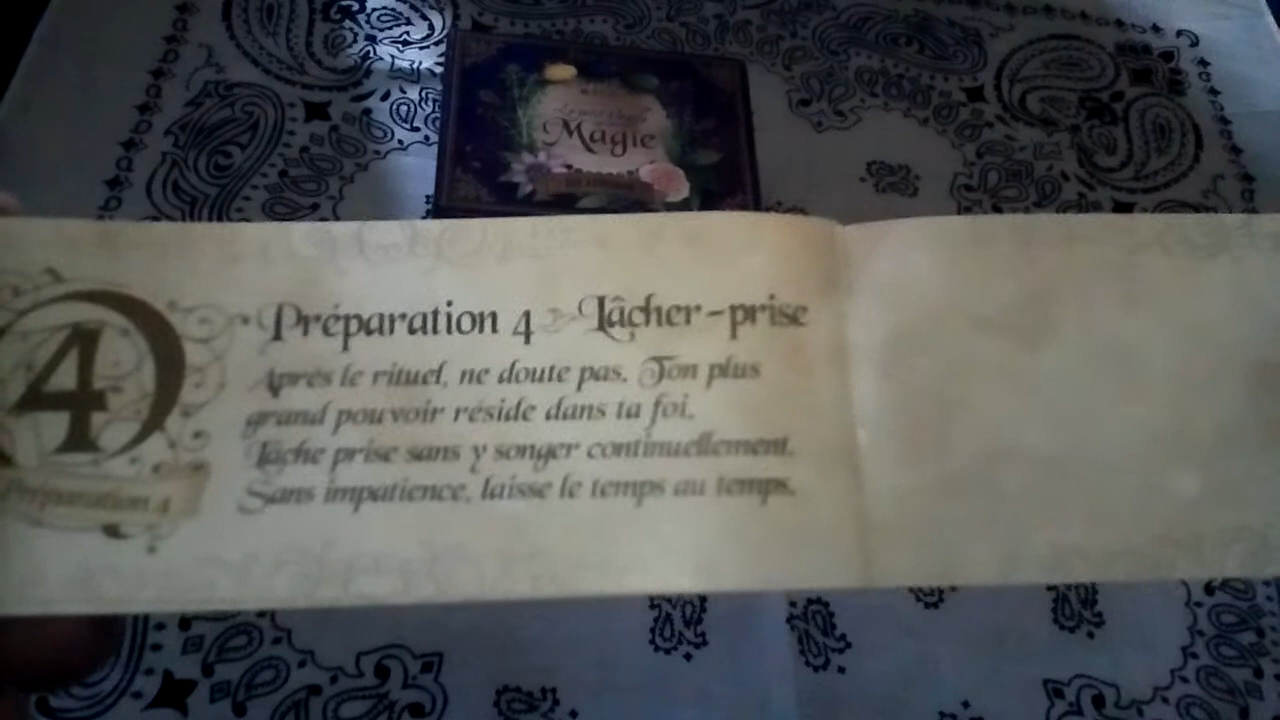 Magie
4
Préparation 4
Préparation 4 Lâcher-prise
Après le rituel, ne doute pas. Ton plus
grand pouvoir réside dans ta foi.
Lâche prise sans y songer continuellement.
Sans impatience, laisse le temps au temps.